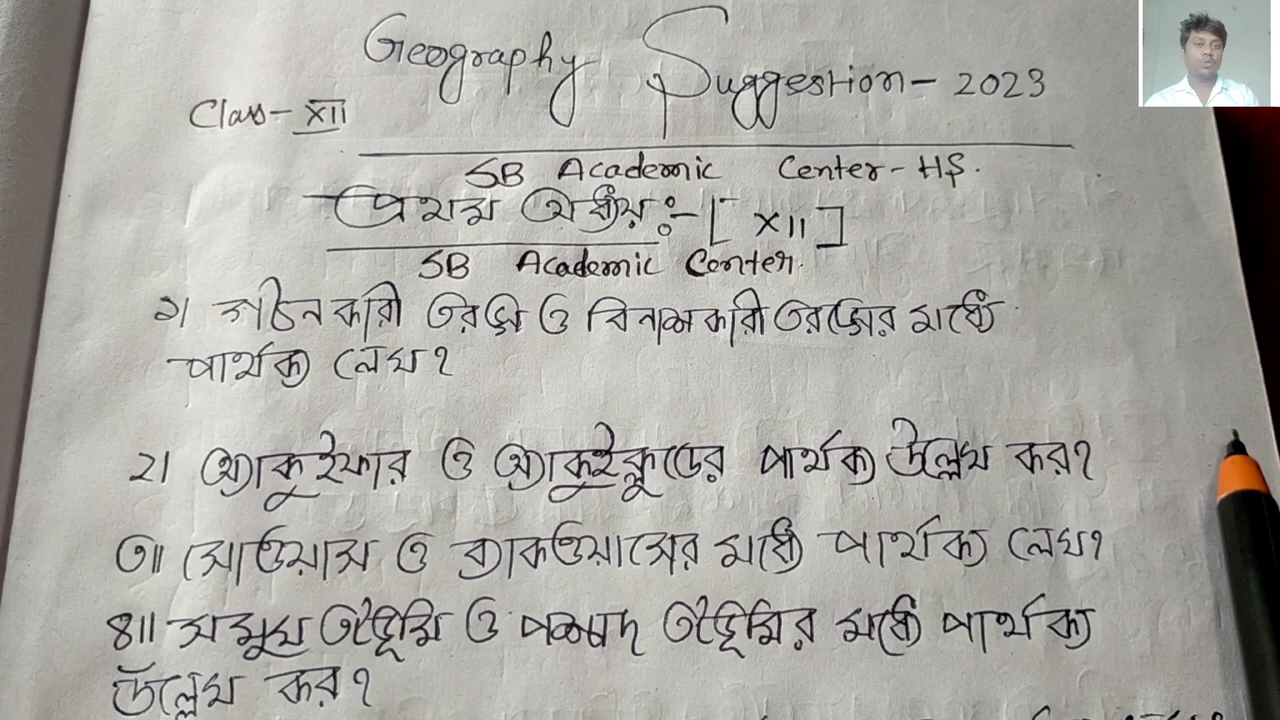 Geography Suggestion- 2023
Class- XII
SB Academic Center- HS.
প্রথম অধ্যায়ঃ- [ XII ]
SB Academic Center.
১। গঠনকারী তরঙ্গ ও বিনাশকারী তরঙ্গের মধ্যে
পার্থক্য লেখ?
২। অ্যাকুইফার ও অ্যাকুইক্লুডের পার্থক্য উল্লেখ কর?
৩॥ সোওয়াস ও ব্যাকওয়াসের মধ্যে পার্থক্য লেখ?
৪॥ সম্মুখ তটভূমি ও পশ্চাদ তটভূমির মধ্যে পার্থক্য
উল্লেখ কর?